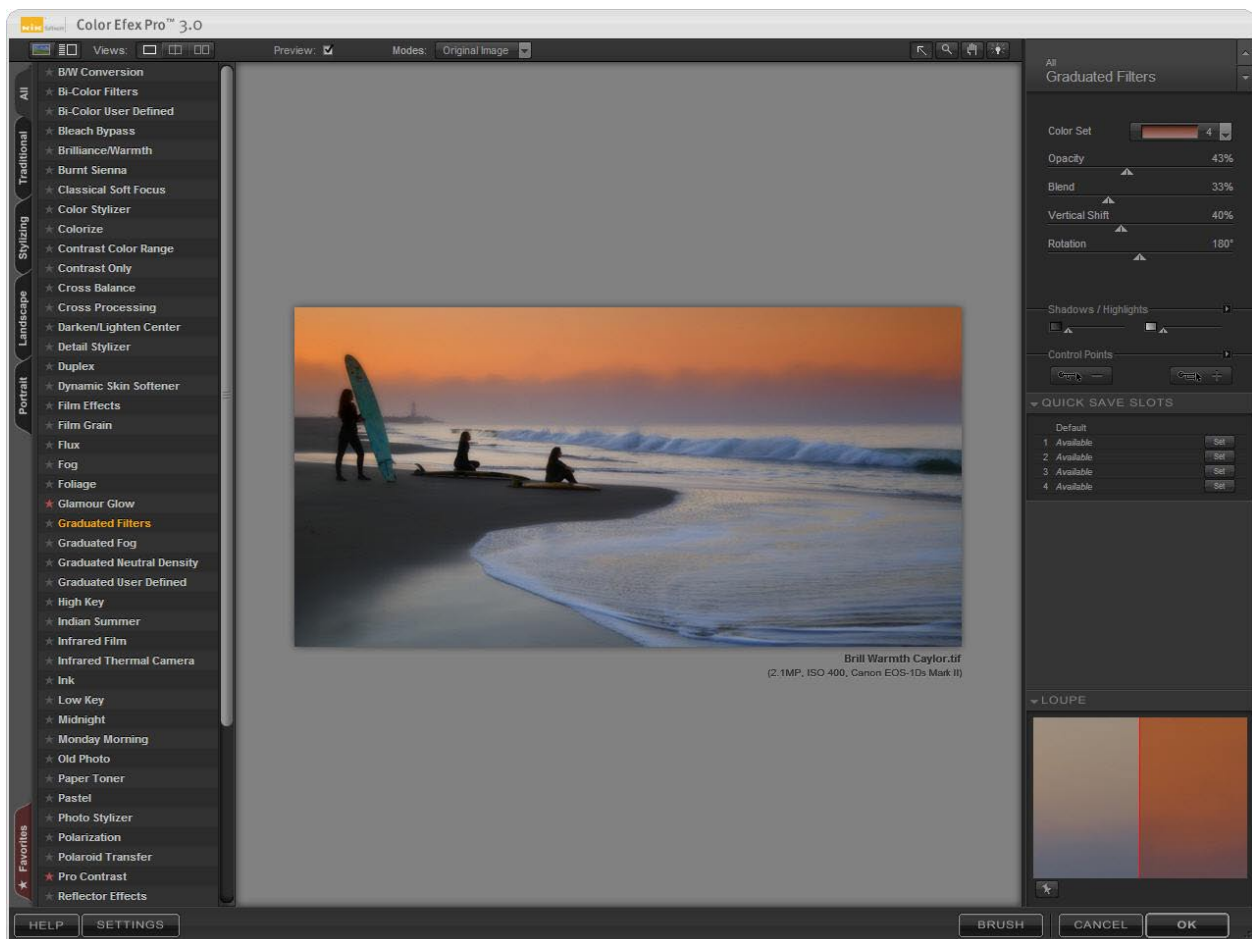 Color Efex Pro™ 3.0
Views:
Preview:
Modes: Original Image
All
Traditional
Stylizing
Landscape
Portrait
Favorites
B/W Conversion
Bi-Color Filters
Bi-Color User Defined
Bleach Bypass
Brilliance/Warmth
Burnt Sienna
Classical Soft Focus
Color Stylizer
Colorize
Contrast Color Range
Contrast Only
Cross Balance
Cross Processing
Darken/Lighten Center
Detail Stylizer
Duplex
Dynamic Skin Softener
Film Effects
Film Grain
Flux
Fog
Foliage
Glamour Glow
Graduated Filters
Graduated Fog
Graduated Neutral Density
Graduated User Defined
High Key
Indian Summer
Infrared Film
Infrared Thermal Camera
Ink
Low Key
Midnight
Monday Morning
Old Photo
Paper Toner
Pastel
Photo Stylizer
Polarization
Polaroid Transfer
Pro Contrast
Reflector Effects
Brill Warmth Caylor.tif
(2.1MP, ISO 400, Canon EOS-1Ds Mark II)
All
Graduated Filters
Color Set 4
Opacity 43%
Blend 33%
Vertical Shift 40%
Rotation 180°
Shadows / Highlights
Control Points
QUICK SAVE SLOTS
Default
1 Available Set
2 Available Set
3 Available Set
4 Available Set
LOUPE
HELP
SETTINGS
BRUSH
CANCEL
OK